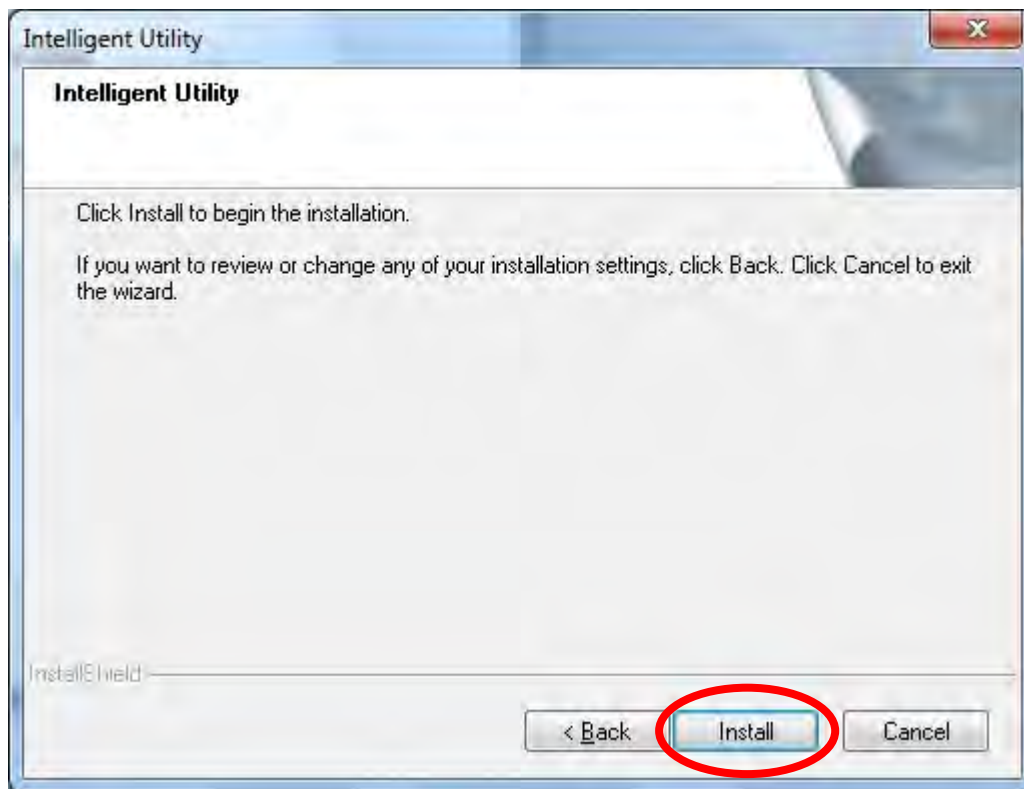 Intelligent Utility
Intelligent Utility
Click Install to begin the installation.
If you want to review or change any of your installation settings, click Back. Click Cancel to exit
the wizard.
InstallShield
< Back Install Cancel